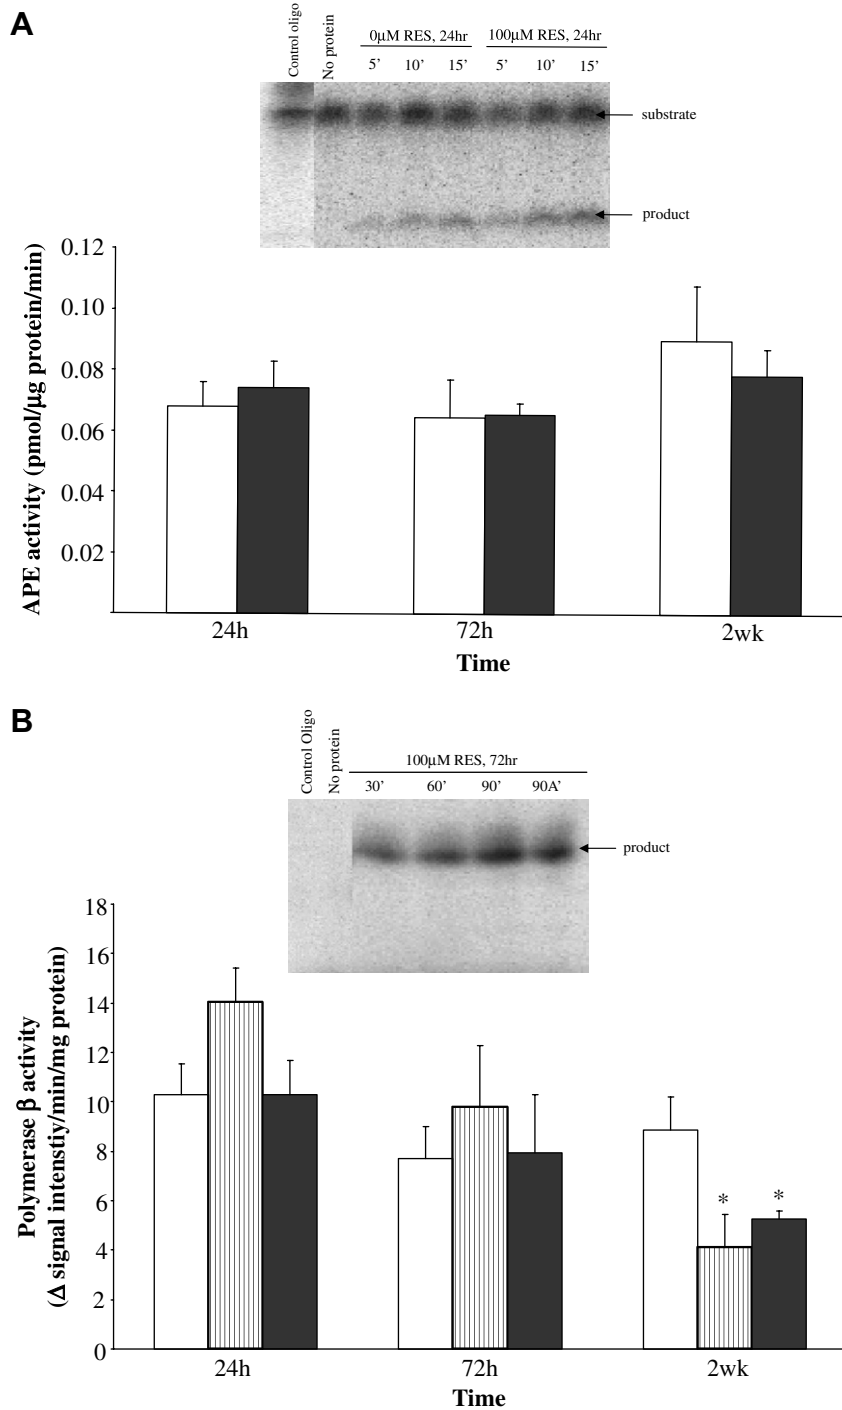 A
Control oligo
No protein
0μM RES, 24hr
100μM RES, 24hr
5’ 10’ 15’ 5’ 10’ 15’
substrate
product
APE activity (pmol/μg protein/min)
0.12
0.10
0.08
0.06
0.04
0.02
24h 72h 2wk
Time
B
Control Oligo
No protein
100μM RES, 72hr
30’ 60’ 90’ 90A’
product
Polymerase β activity
(Δ signal intenstiy/min/mg protein)
18
16
14
12
10
8
6
4
2
0
* *
24h 72h 2wk
Time